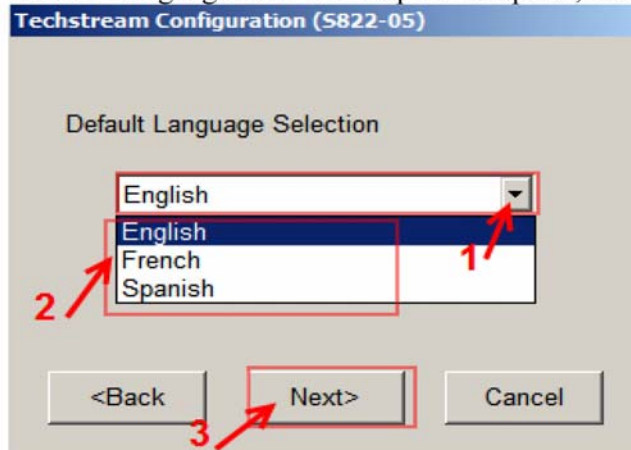 Techstream Configuration (S822-05)
Default Language Selection
English
English
French
Spanish
1
2
<Back Next> Cancel
3